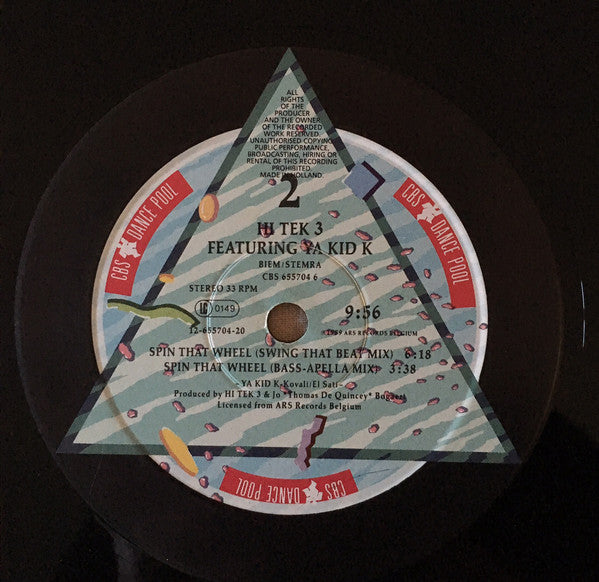 ALL
RIGHTS
OF THE
PRODUCER
AND THE OWNER
OF THE RECORDED
WORK RESERVED.
UNAUTHORISED COPYING,
PUBLIC PERFORMANCE,
BROADCASTING, HIRING OR
RENTAL OF THIS RECORDING
PROHIBITED.
MADE IN HOLLAND.
2
HI TEK 3
FEATURING YA KID K
BIEM/STEMRA
CBS 655704 6
STEREO 33 RPM
LC 0149
9:56
12-655704-20
℗1989 ARS RECORDS BELGIUM
SPIN THAT WHEEL (SWING THAT BEAT MIX) 6:18
SPIN THAT WHEEL (BASS-APELLA MIX) 3:38
- YA KID K-Kovali/El Sati -
Produced by HI TEK 3 & Jo "Thomas De Quincey" Bogaert
Licensed from ARS Records Belgium
CBS DANCE POOL
CBS DANCE POOL
CBS DANCE POOL